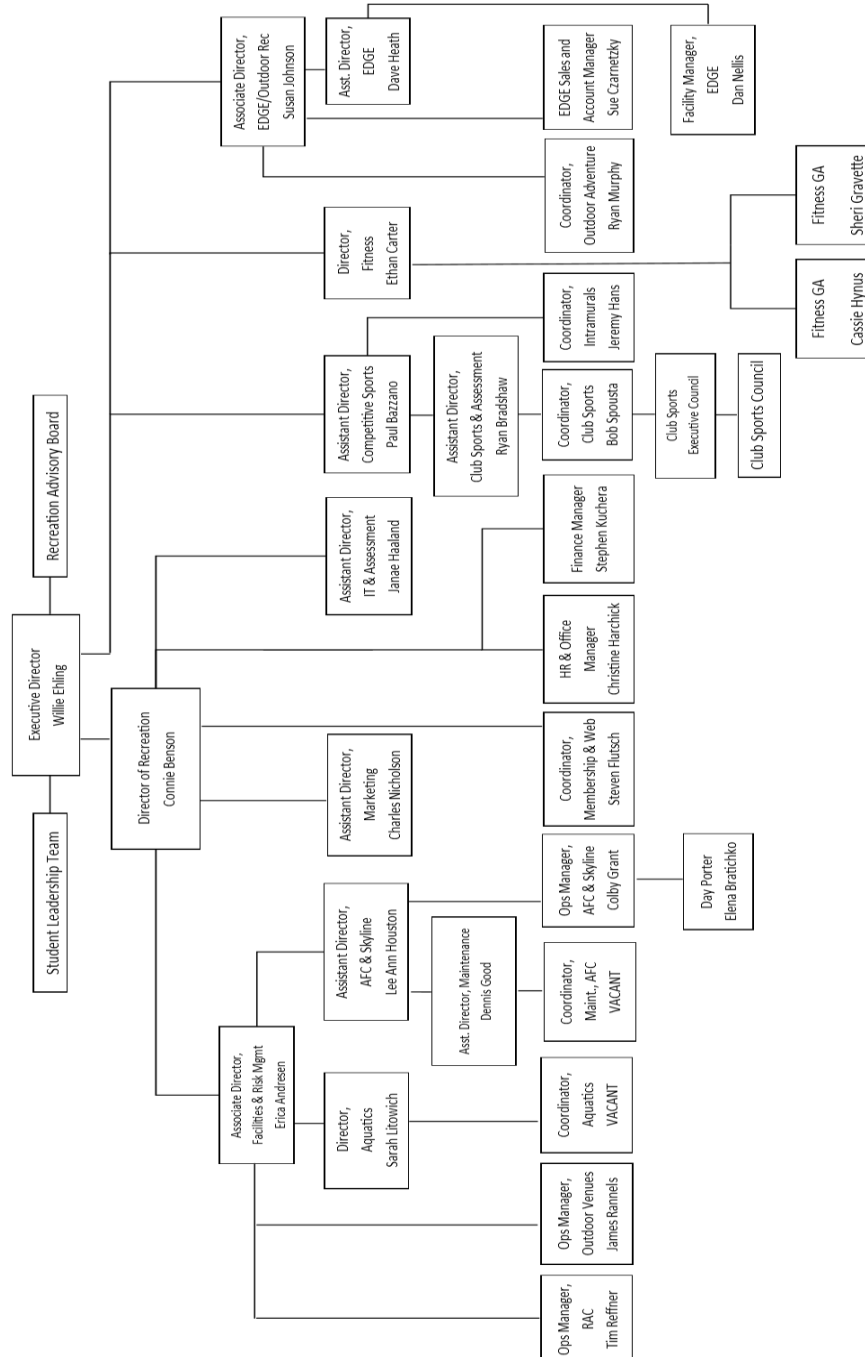 Student Leadership Team
Executive Director
Willie Ehling
Recreation Advisory Board
Director of Recreation
Connie Benson
Associate Director,
Facilities & Risk Mgmt
Erica Andresen
Associate Director,
EDGE/Outdoor Rec
Susan Johnson
Director,
Aquatics
Sarah Litowich
Assistant Director,
AFC & Skyline
Lee Ann Houston
Assistant Director,
Marketing
Charles Nicholson
Assistant Director,
IT & Assessment
Janae Haaland
Assistant Director,
Competitive Sports
Paul Bazzano
Director,
Fitness
Ethan Carter
Asst. Director,
EDGE
Dave Heath
Asst. Director, Maintenance
Dennis Good
Assistant Director,
Club Sports & Assessment
Ryan Bradshaw
Ops Manager,
RAC
Tim Reffner
Ops Manager,
Outdoor Venues
James Rannels
Coordinator,
Aquatics
VACANT
Coordinator,
Maint., AFC
VACANT
Ops Manager,
AFC & Skyline
Colby Grant
Coordinator,
Membership & Web
Steven Flutsch
HR & Office
Manager
Christine Harchick
Finance Manager
Stephen Kuchera
Coordinator,
Club Sports
Bob Spousta
Coordinator,
Intramurals
Jeremy Hans
Coordinator,
Outdoor Adventure
Ryan Murphy
EDGE Sales and
Account Manager
Sue Czarnetzky
Day Porter
Elena Bratichko
Club Sports
Executive Council
Facility Manager,
EDGE
Dan Nellis
Club Sports Council
Fitness GA
Cassie Hynus
Fitness GA
Sheri Gravette